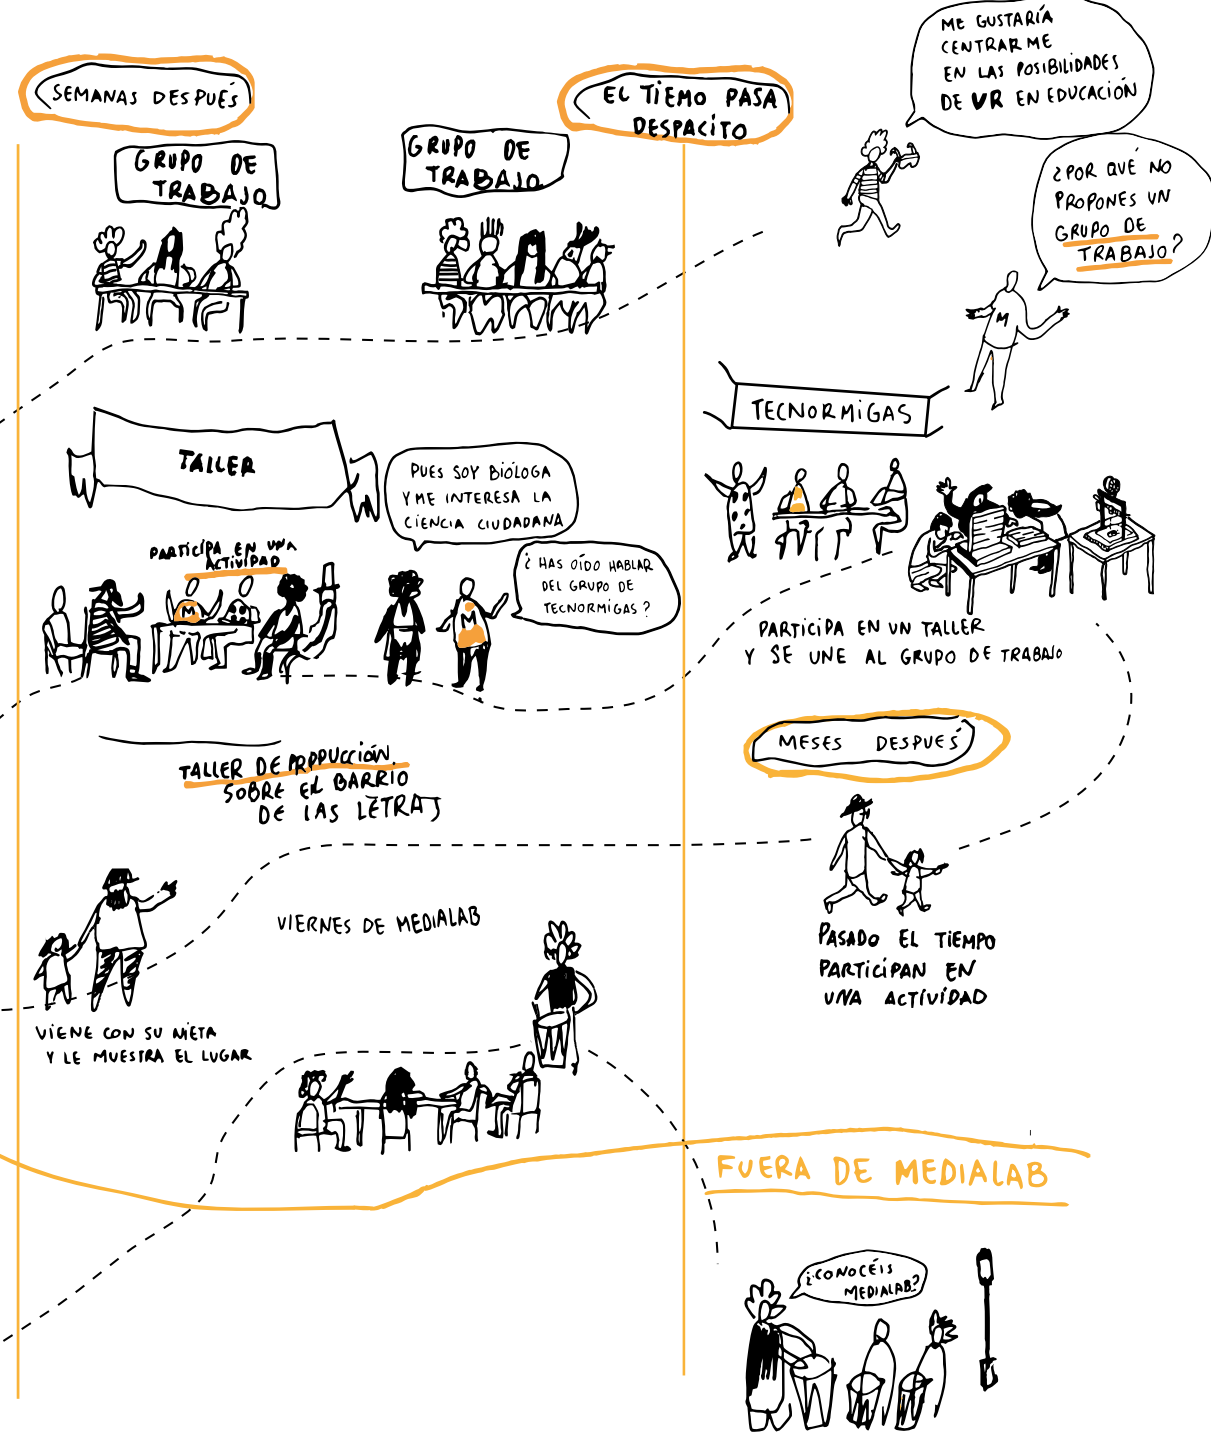 SEMANAS DESPUÉS
EL TIEMO PASA
DESPACITO
ME GUSTARÍA
CENTRARME
EN LAS POSIBILIDADES
DE VR EN EDUCACIÓN
GRUPO DE
TRABAJO
GRUPO DE
TRABAJO
¿POR QUÉ NO
PROPONES UN
GRUPO DE
TRABAJO?
M
TALLER
PUES SOY BIÓLOGA
Y ME INTERESA LA
CIENCIA CIUDADANA
TECNORMIGAS
PARTICIPA EN UNA
ACTIVIDAD
M
M
¿HAS OÍDO HABLAR
DEL GRUPO DE
TECNORMIGAS?
PARTICIPA EN UN TALLER
Y SE UNE AL GRUPO DE TRABAJO
MESES DESPUÉS
TALLER DE PRODUCCIÓN
SOBRE EL BARRIO
DE LAS LETRAS
VIERNES DE MEDIALAB
PASADO EL TIEMPO
PARTICIPAN EN
UNA ACTIVIDAD
VIENE CON SU NIETA
Y LE MUESTRA EL LUGAR
FUERA DE MEDIALAB
¿CONOCÉIS
MEDIALAB?